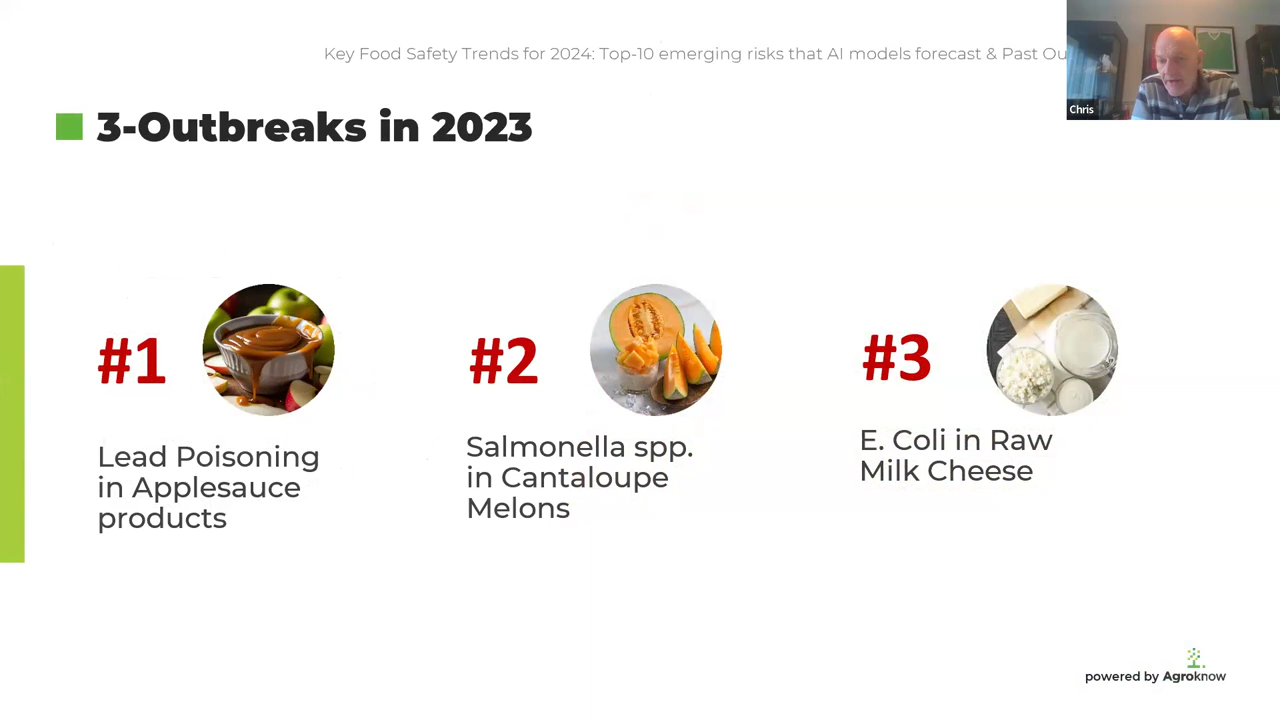 Key Food Safety Trends for 2024: Top-10 emerging risks that AI models forecast & Past
Chris
3-Outbreaks in 2023
#1
Lead Poisoning
in Applesauce
products
#2
Salmonella spp.
in Cantaloupe
Melons
#3
E. Coli in Raw
Milk Cheese
powered by Agroknow